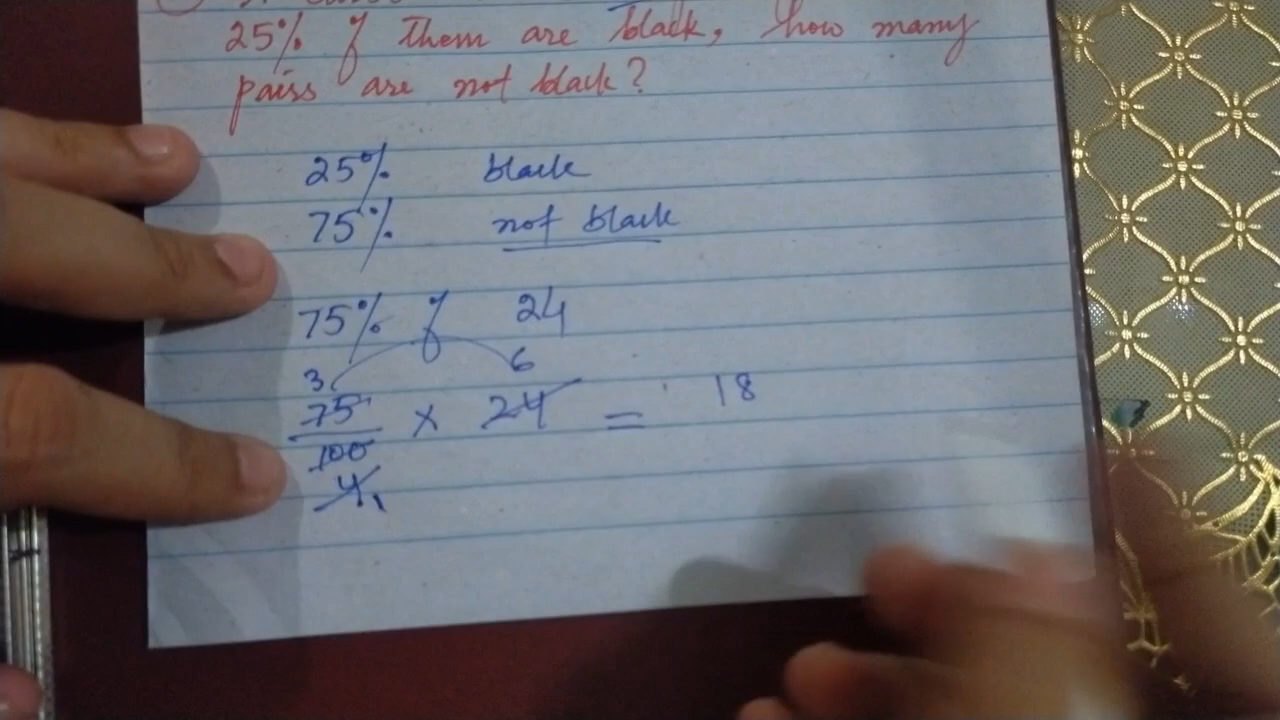 25% of them are black, how many
pairs are not black?
25% black
75% not black
75% of 24
3 6
75 × 24 = 18
100
4 1